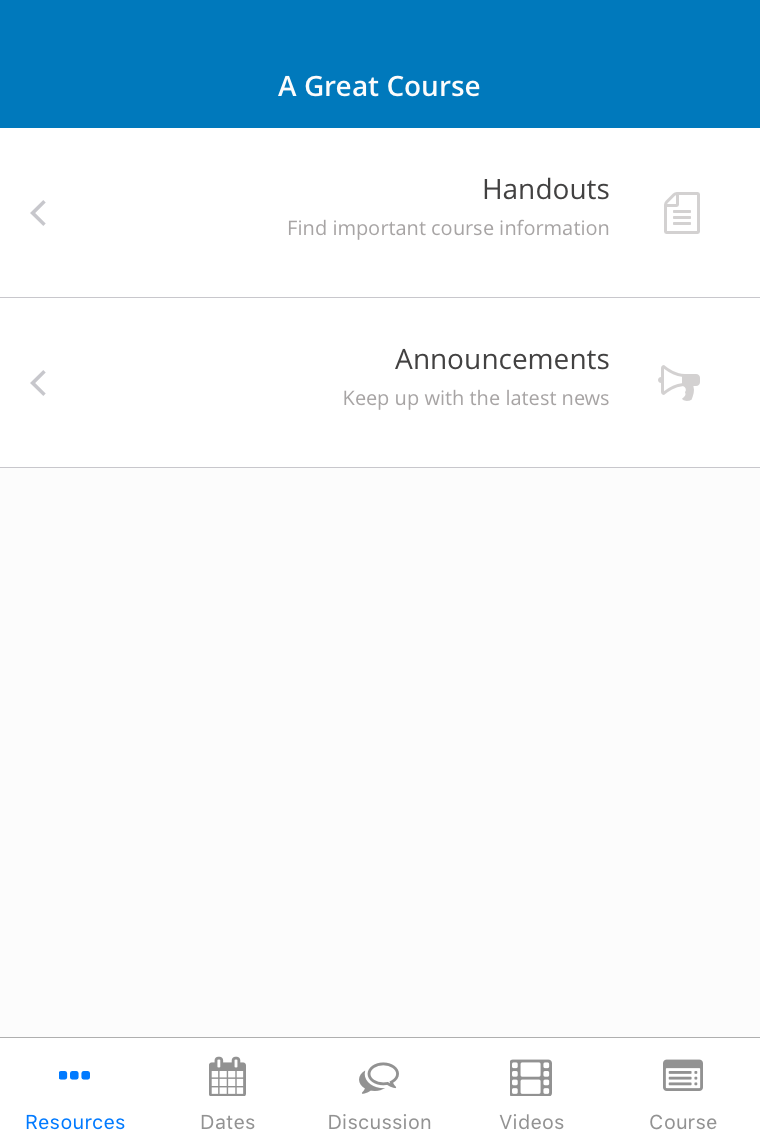 A Great Course
Handouts
Find important course information
Announcements
Keep up with the latest news
Resources
Dates
Discussion
Videos
Course